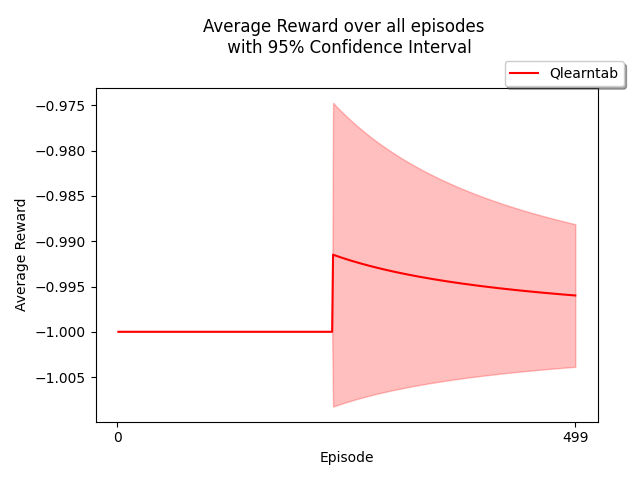 Average Reward over all episodes
with 95% Confidence Interval
Qlearntab
−0.975
−0.980
−0.985
−0.990
−0.995
−1.000
−1.005
Average Reward
0
499
Episode